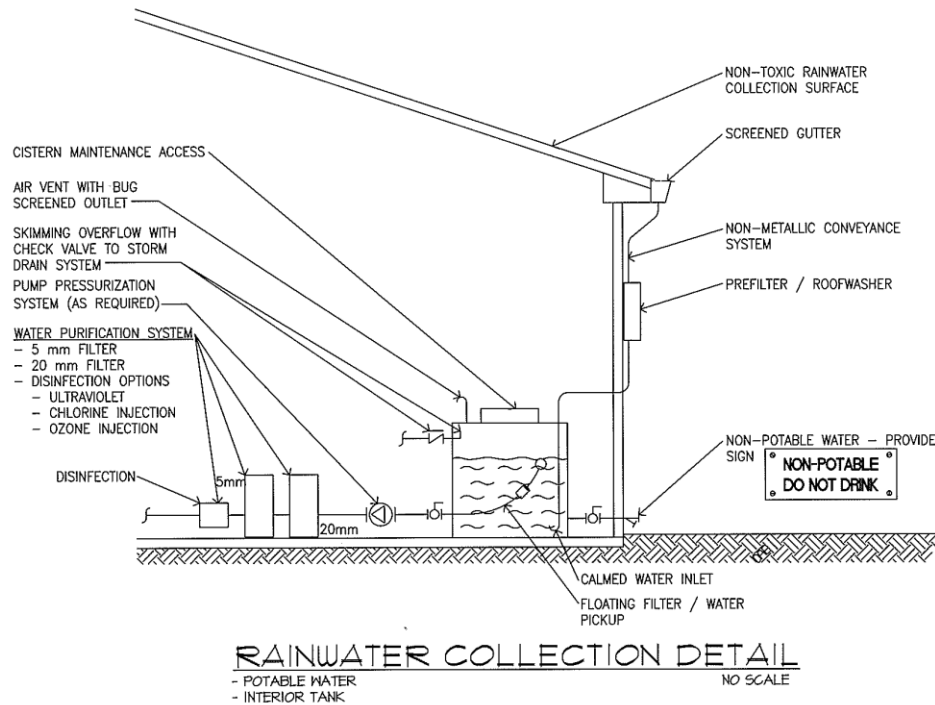 NON-TOXIC RAINWATER
COLLECTION SURFACE
SCREENED GUTTER
CISTERN MAINTENANCE ACCESS
AIR VENT WITH BUG
SCREENED OUTLET
SKIMMING OVERFLOW WITH
CHECK VALVE TO STORM
DRAIN SYSTEM
PUMP PRESSURIZATION
SYSTEM (AS REQUIRED)
WATER PURIFICATION SYSTEM
- 5 mm FILTER
- 20 mm FILTER
- DISINFECTION OPTIONS
- ULTRAVIOLET
- CHLORINE INJECTION
- OZONE INJECTION
NON-METALLIC CONVEYANCE
SYSTEM
PREFILTER / ROOFWASHER
NON-POTABLE WATER - PROVIDE
SIGN
NON-POTABLE
DO NOT DRINK
DISINFECTION
5mm
20mm
CALMED WATER INLET
FLOATING FILTER / WATER
PICKUP
RAINWATER COLLECTION DETAIL
- POTABLE WATER
- INTERIOR TANK
NO SCALE